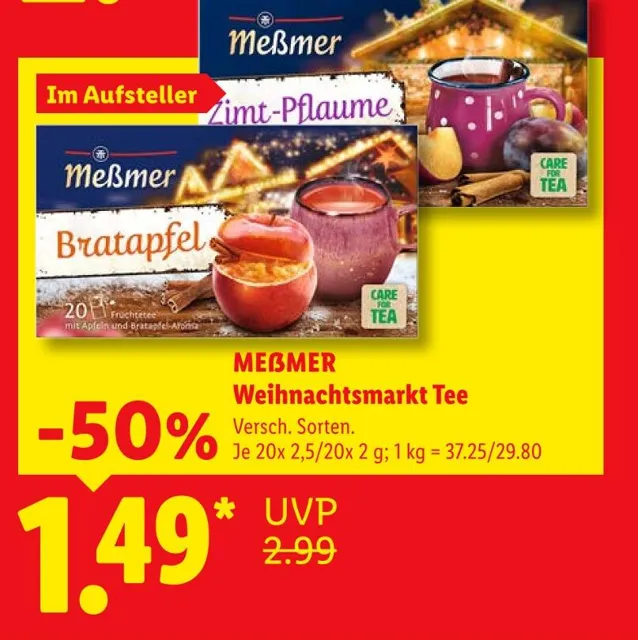 Meßmer
Zimt-Pflaume
CARE
FOR
TEA
Im Aufsteller
Meßmer
Bratapfel
20
Früchtetee
mit Äpfeln und Bratapfel-Aroma
CARE
FOR
TEA
MEẞMER
Weihnachtsmarkt Tee
-50%
Versch. Sorten.
Je 20x 2,5/20x 2 g; 1 kg = 37.25/29.80
1.49*
UVP
2.99